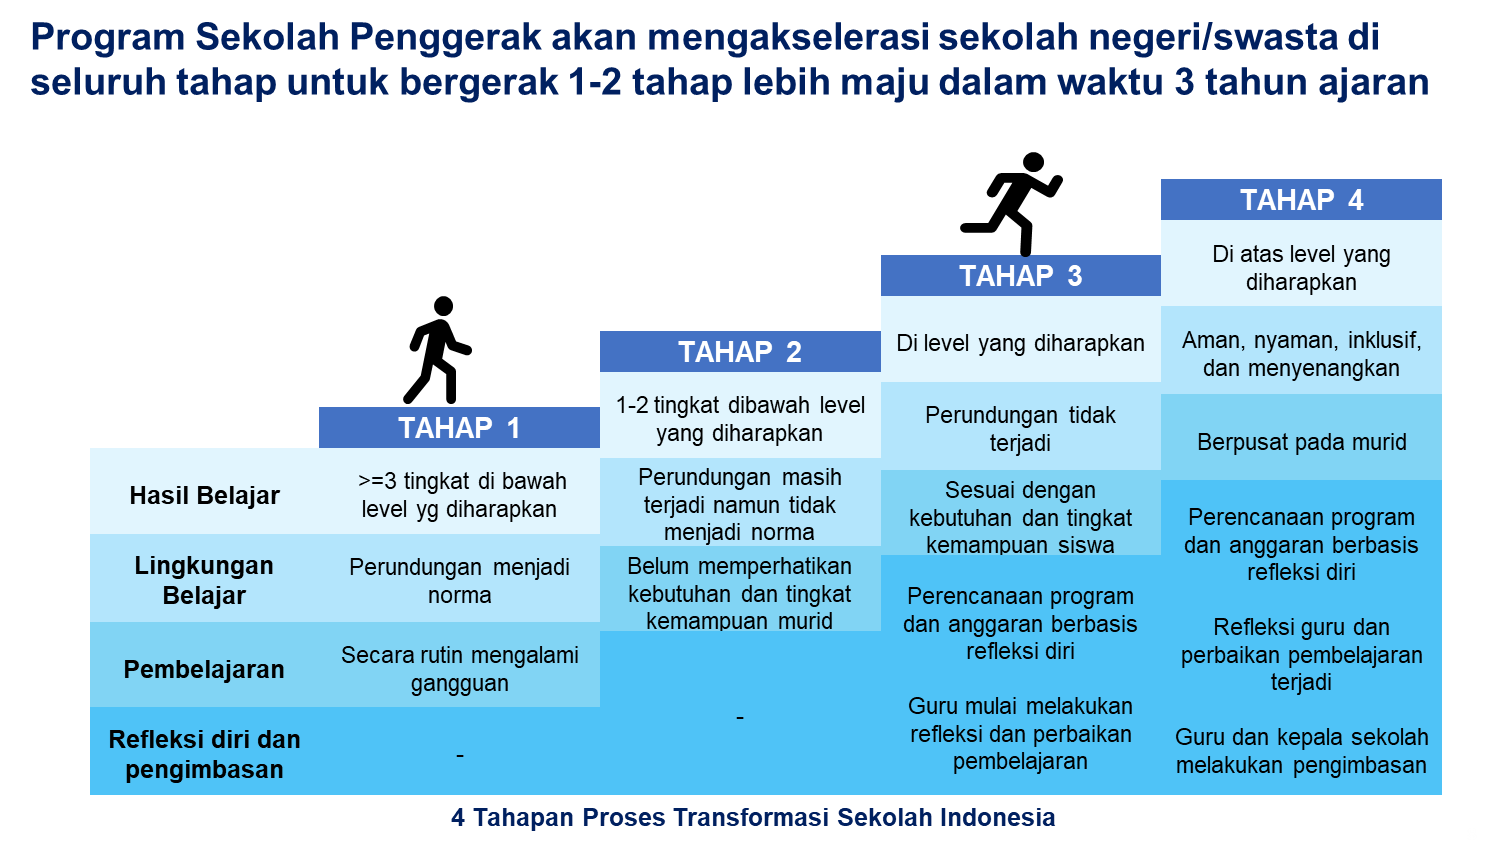 Program Sekolah Penggerak akan mengakselerasi sekolah negeri/swasta di
seluruh tahap untuk bergerak 1-2 tahap lebih maju dalam waktu 3 tahun ajaran
Hasil Belajar
Lingkungan
Belajar
Pembelajaran
Refleksi diri dan
pengimbasan
TAHAP 1
>=3 tingkat di bawah
level yg diharapkan
Perundungan menjadi
norma
Secara rutin mengalami
gangguan
-
TAHAP 2
1-2 tingkat dibawah level
yang diharapkan
Perundungan masih
terjadi namun tidak
menjadi norma
Belum memperhatikan
kebutuhan dan tingkat
kemampuan murid
-
TAHAP 3
Di level yang diharapkan
Perundungan tidak
terjadi
Sesuai dengan
kebutuhan dan tingkat
kemampuan siswa
Perencanaan program
dan anggaran berbasis
refleksi diri
Guru mulai melakukan
refleksi dan perbaikan
pembelajaran
TAHAP 4
Di atas level yang
diharapkan
Aman, nyaman, inklusif,
dan menyenangkan
Berpusat pada murid
Perencanaan program
dan anggaran berbasis
refleksi diri
Refleksi guru dan
perbaikan pembelajaran
terjadi
Guru dan kepala sekolah
melakukan pengimbasan
4 Tahapan Proses Transformasi Sekolah Indonesia